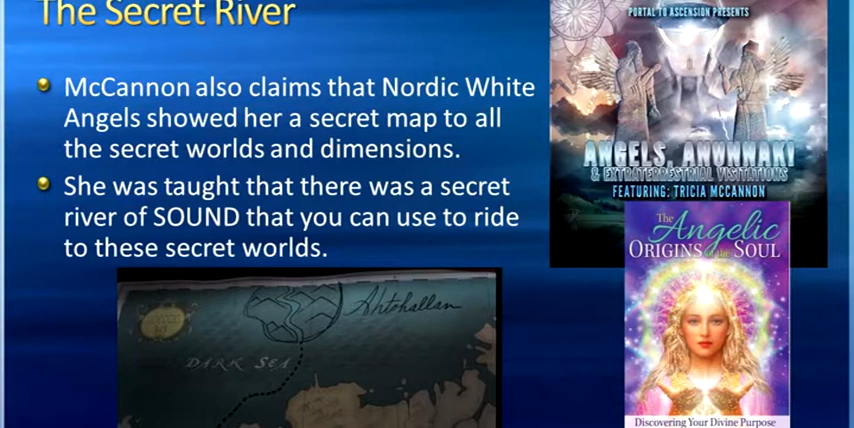 The Secret River
McCannon also claims that Nordic White
Angels showed her a secret map to all
the secret worlds and dimensions.
She was taught that there was a secret
river of SOUND that you can use to ride
to these secret worlds.
PORTAL TO ASCENSION PRESENTS
ANGELS, ANUNNAKI
& EXTRATERRESTRIAL VISITATIONS
FEATURING: TRICIA MCCANNON
The Angelic
ORIGINS of the SOUL
Discovering Your Divine Purpose
Ahtohallan
DARK SEA